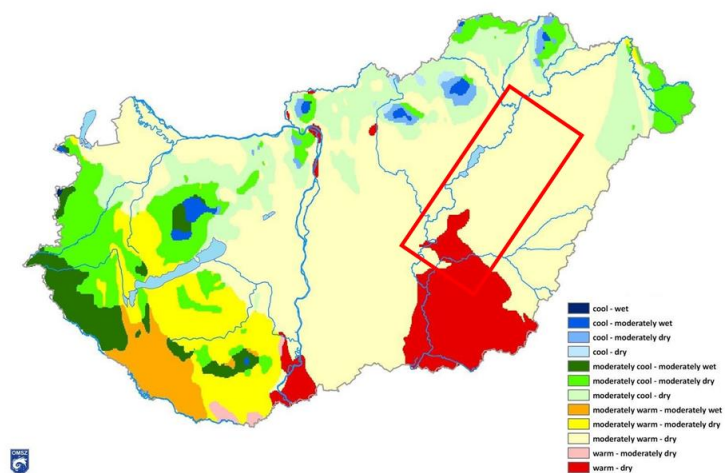 cool - wet
cool - moderately wet
cool - moderately dry
cool - dry
moderately cool - moderately wet
moderately cool - moderately dry
moderately cool - dry
moderately warm - moderately wet
moderately warm - moderately dry
moderately warm - dry
warm - moderately dry
warm - dry
OMSZ